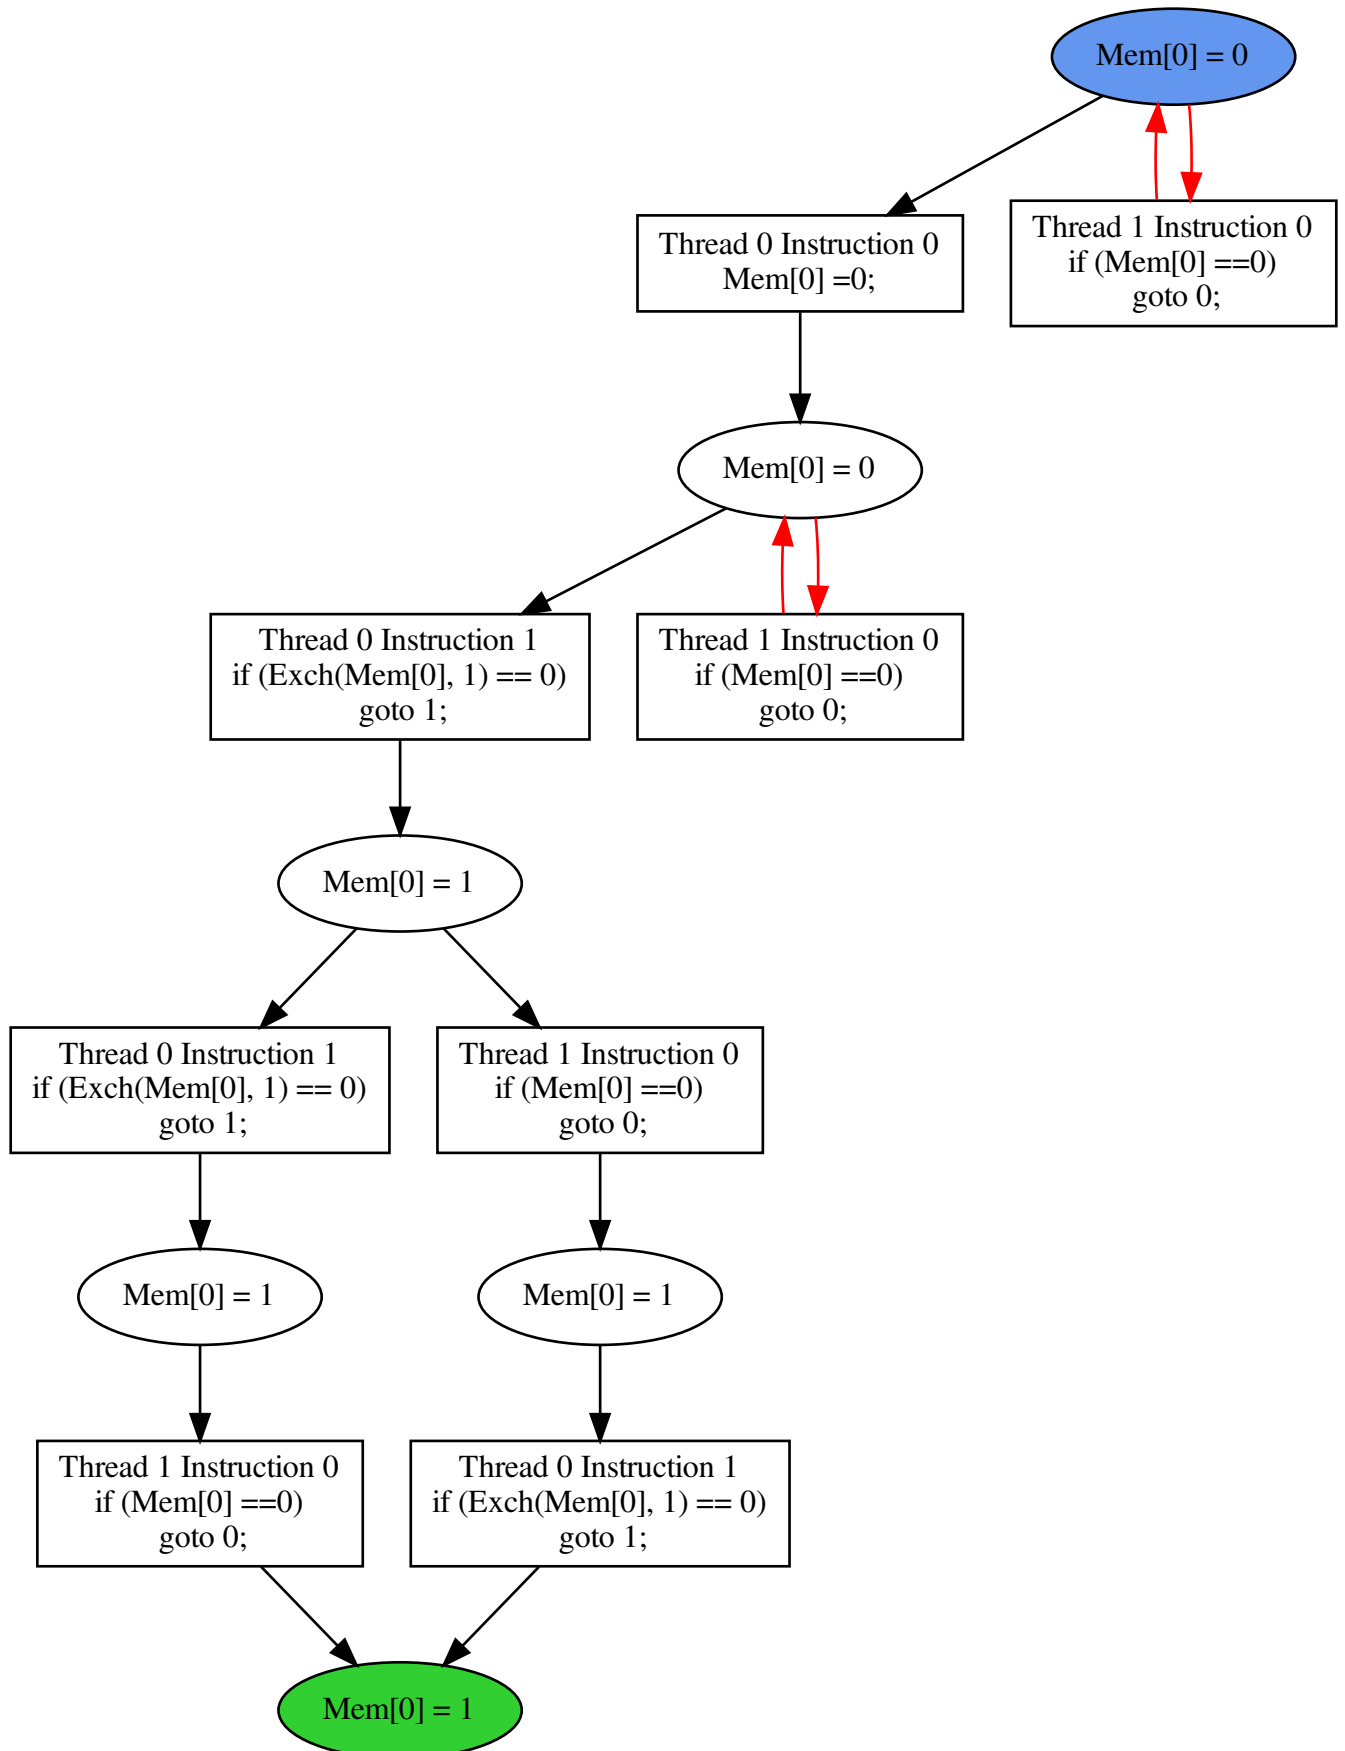 Mem[0] = 0
Thread 0 Instruction 0
Mem[0] =0;
Thread 1 Instruction 0
if (Mem[0] ==0)
goto 0;
Mem[0] = 0
Thread 0 Instruction 1
if (Exch(Mem[0], 1) == 0)
goto 1;
Thread 1 Instruction 0
if (Mem[0] ==0)
goto 0;
Mem[0] = 1
Thread 0 Instruction 1
if (Exch(Mem[0], 1) == 0)
goto 1;
Thread 1 Instruction 0
if (Mem[0] ==0)
goto 0;
Mem[0] = 1
Mem[0] = 1
Thread 1 Instruction 0
if (Mem[0] ==0)
goto 0;
Thread 0 Instruction 1
if (Exch(Mem[0], 1) == 0)
goto 1;
Mem[0] = 1